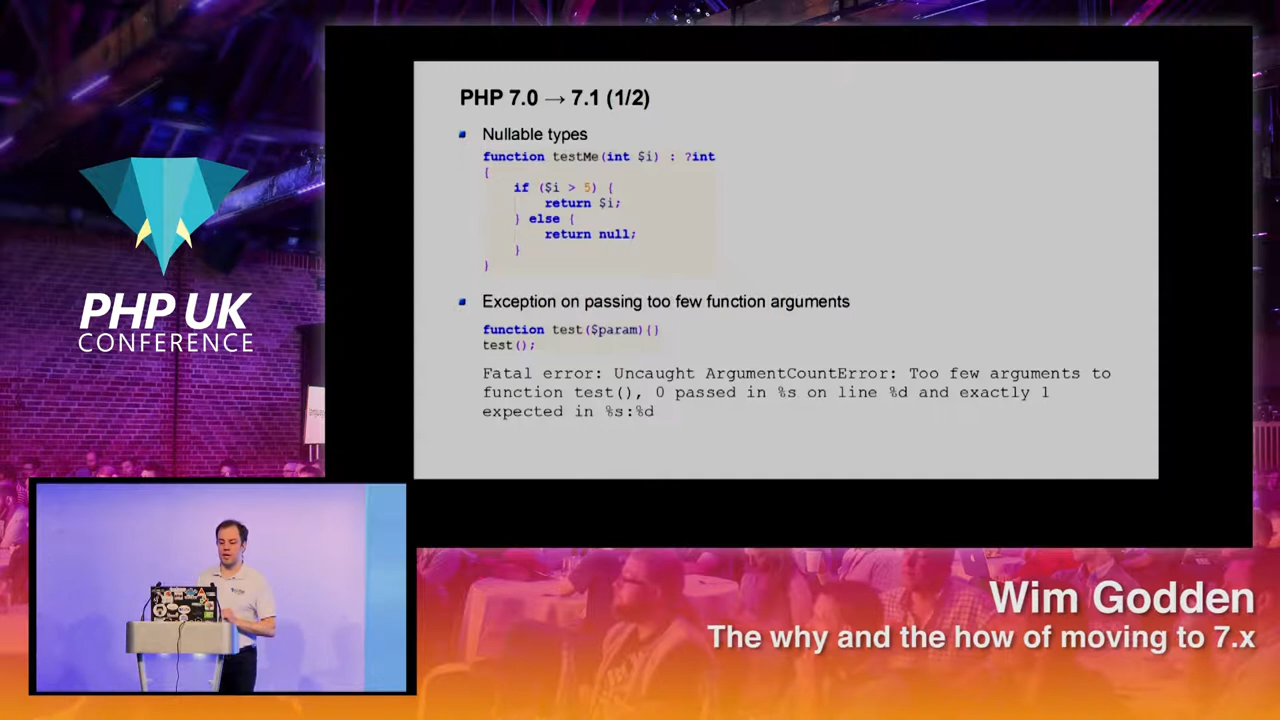 PHP 7.0 → 7.1 (1/2)
Nullable types
function testMe(int $i) : ?int
{
if ($i > 5) {
return $i;
} else {
return null;
}
}
Exception on passing too few function arguments
function test($param){}
test();
Fatal error: Uncaught ArgumentCountError: Too few arguments to
function test(), 0 passed in %s on line %d and exactly 1
expected in %s:%d
PHP UK
CONFERENCE
Wim Godden
The why and the how of moving to 7.x